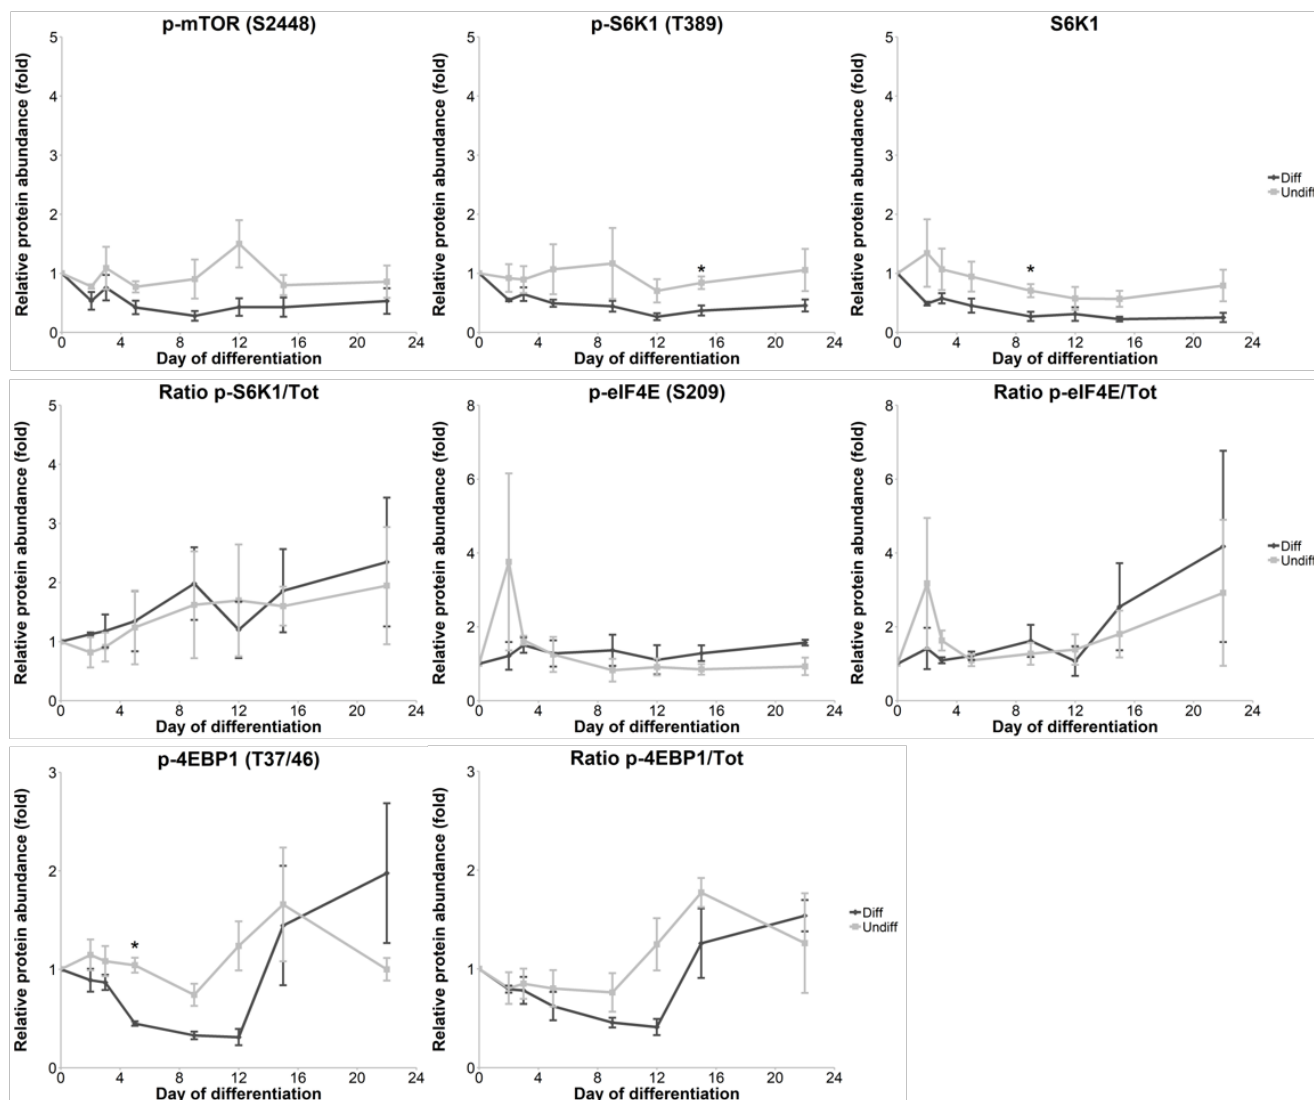 p-mTOR (S2448)
Relative protein abundance (fold)
5
4
3
2
1
0
0 4 8 12 16 20 24
Day of differentiation
p-S6K1 (T389)
Relative protein abundance (fold)
5
4
3
2
1
0
*
0 4 8 12 16 20 24
Day of differentiation
S6K1
Relative protein abundance (fold)
5
4
3
2
1
0
*
0 4 8 12 16 20 24
Day of differentiation
Diff
Undiff
Ratio p-S6K1/Tot
Relative protein abundance (fold)
5
4
3
2
1
0
0 4 8 12 16 20 24
Day of differentiation
p-eIF4E (S209)
Relative protein abundance (fold)
8
6
4
2
0
0 4 8 12 16 20 24
Day of differentiation
Ratio p-eIF4E/Tot
Relative protein abundance (fold)
8
6
4
2
0
0 4 8 12 16 20 24
Day of differentiation
Diff
Undiff
p-4EBP1 (T37/46)
Relative protein abundance (fold)
3
2
1
0
*
0 4 8 12 16 20 24
Day of differentiation
Ratio p-4EBP1/Tot
Relative protein abundance (fold)
3
2
1
0
0 4 8 12 16 20 24
Day of differentiation
Diff
Undiff